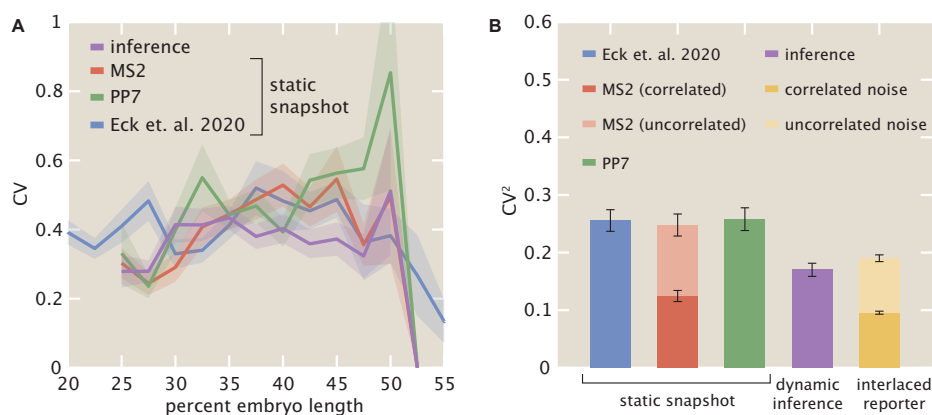 A
CV
1
0.8
0.6
0.4
0.2
0
inference
MS2
PP7
Eck et. al. 2020
static
snapshot
20 25 30 35 40 45 50 55
percent embryo length
B
CV²
0.6
0.5
0.4
0.3
0.2
0.1
0
Eck et. al. 2020
MS2 (correlated)
MS2 (uncorrelated)
PP7
inference
correlated noise
uncorrelated noise
static snapshot
dynamic
inference
interlaced
reporter